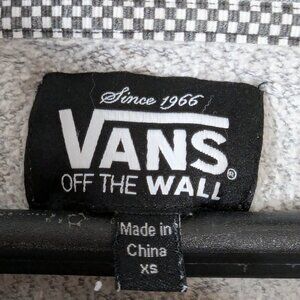 Since 1966
VANS
OFF THE WALL®
Made in
China
XS